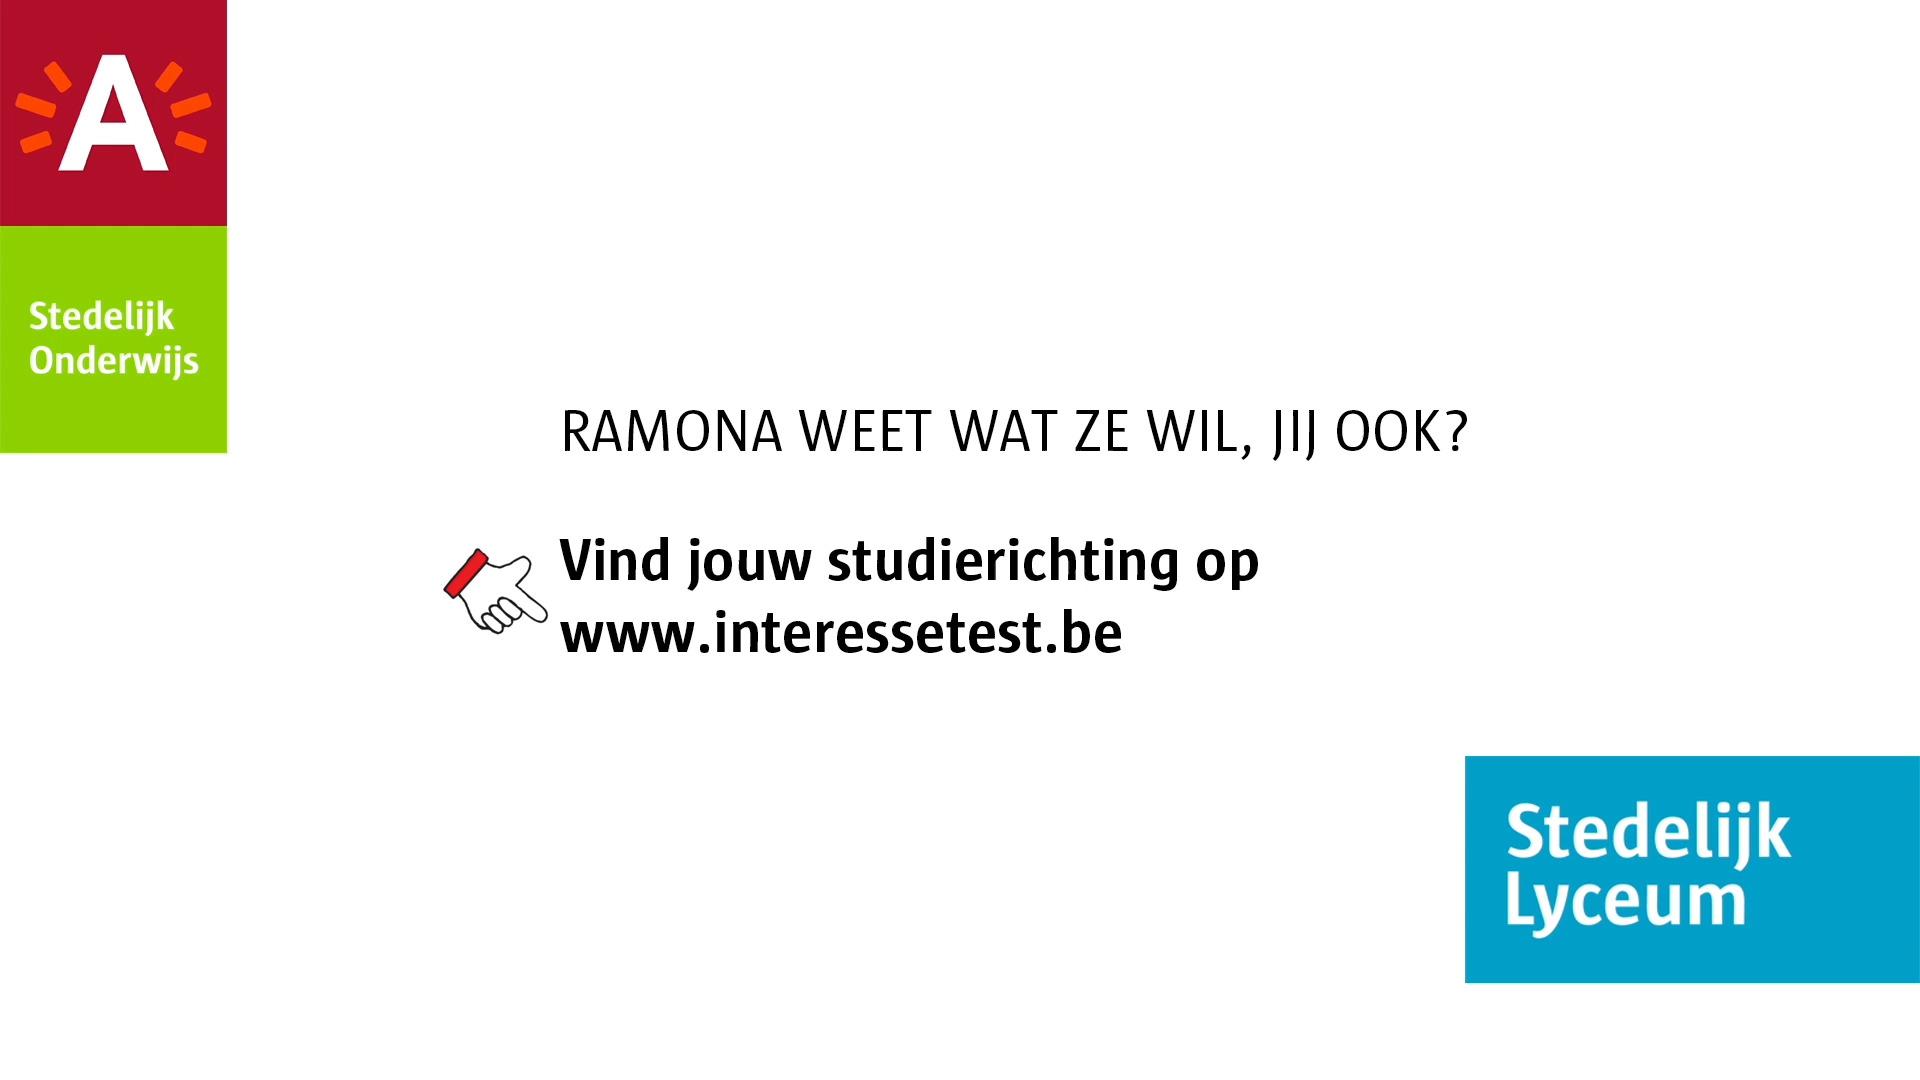 A
Stedelijk
Onderwijs
RAMONA WEET WAT ZE WIL, JIJ OOK?
Vind jouw studierichting op
www.interessetest.be
Stedelijk
Lyceum